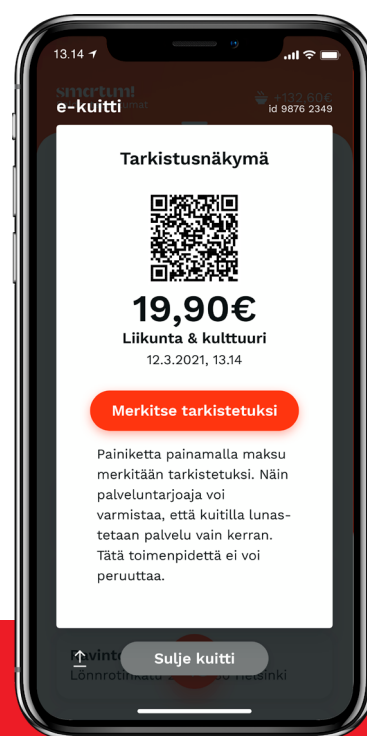 13.14
smartum!
+132,60€
e-kuitti
id 9876 2349
Tarkistusnäkymä
19,90€
Liikunta & kulttuuri
12.3.2021, 13.14
Merkitse tarkistetuksi
Painiketta painamalla maksu
merkitään tarkistetuksi. Näin
palveluntarjoaja voi
varmistaa, että kuitilla lunas-
tetaan palvelu vain kerran.
Tätä toimenpidettä ei voi
peruuttaa.
Sulje kuitti
Helsinki